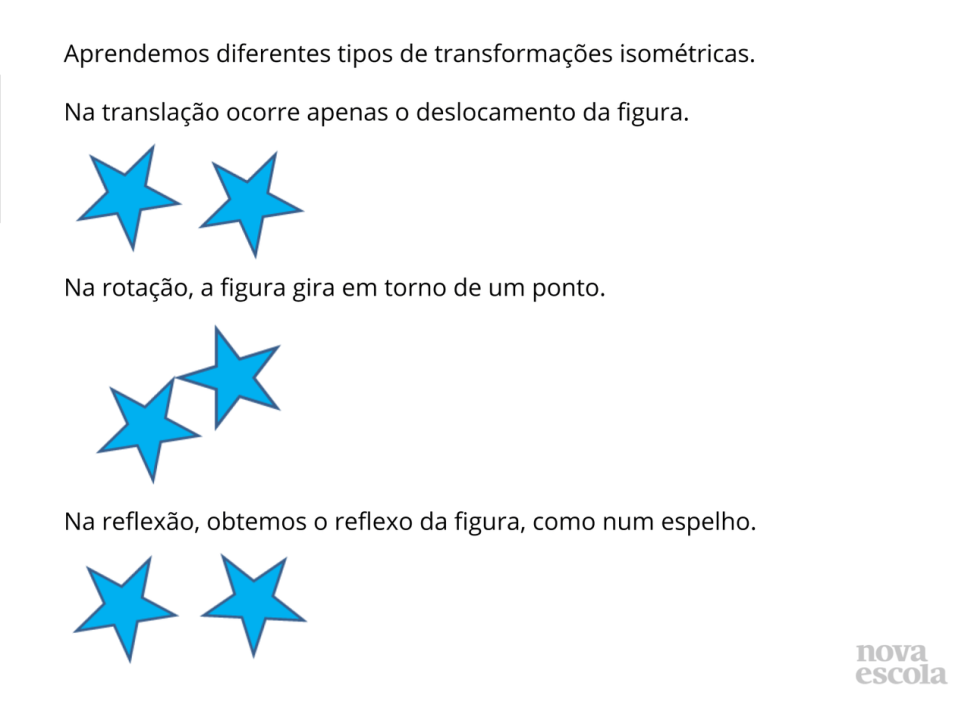 Aprendemos diferentes tipos de transformações isométricas.
Na translação ocorre apenas o deslocamento da figura.
Na rotação, a figura gira em torno de um ponto.
Na reflexão, obtemos o reflexo da figura, como num espelho.
nova
escola